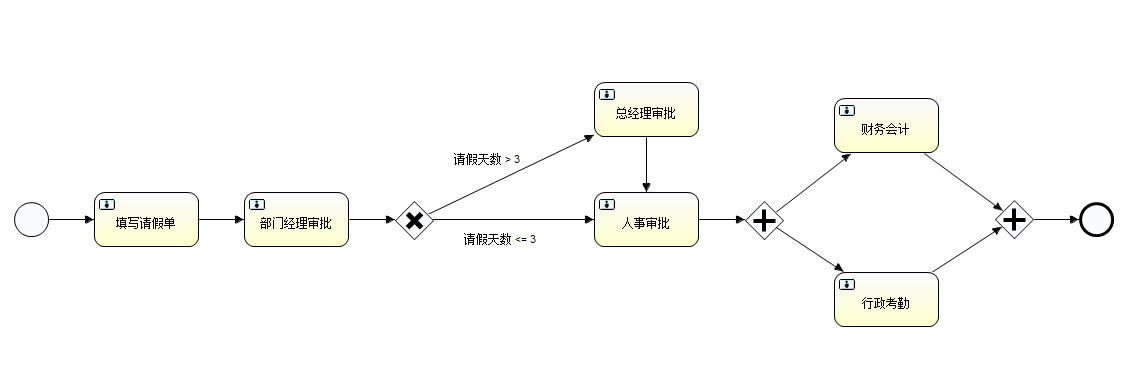 填写请假单
部门经理审批
请假天数 > 3
总经理审批
请假天数 <= 3
人事审批
财务会计
行政考勤